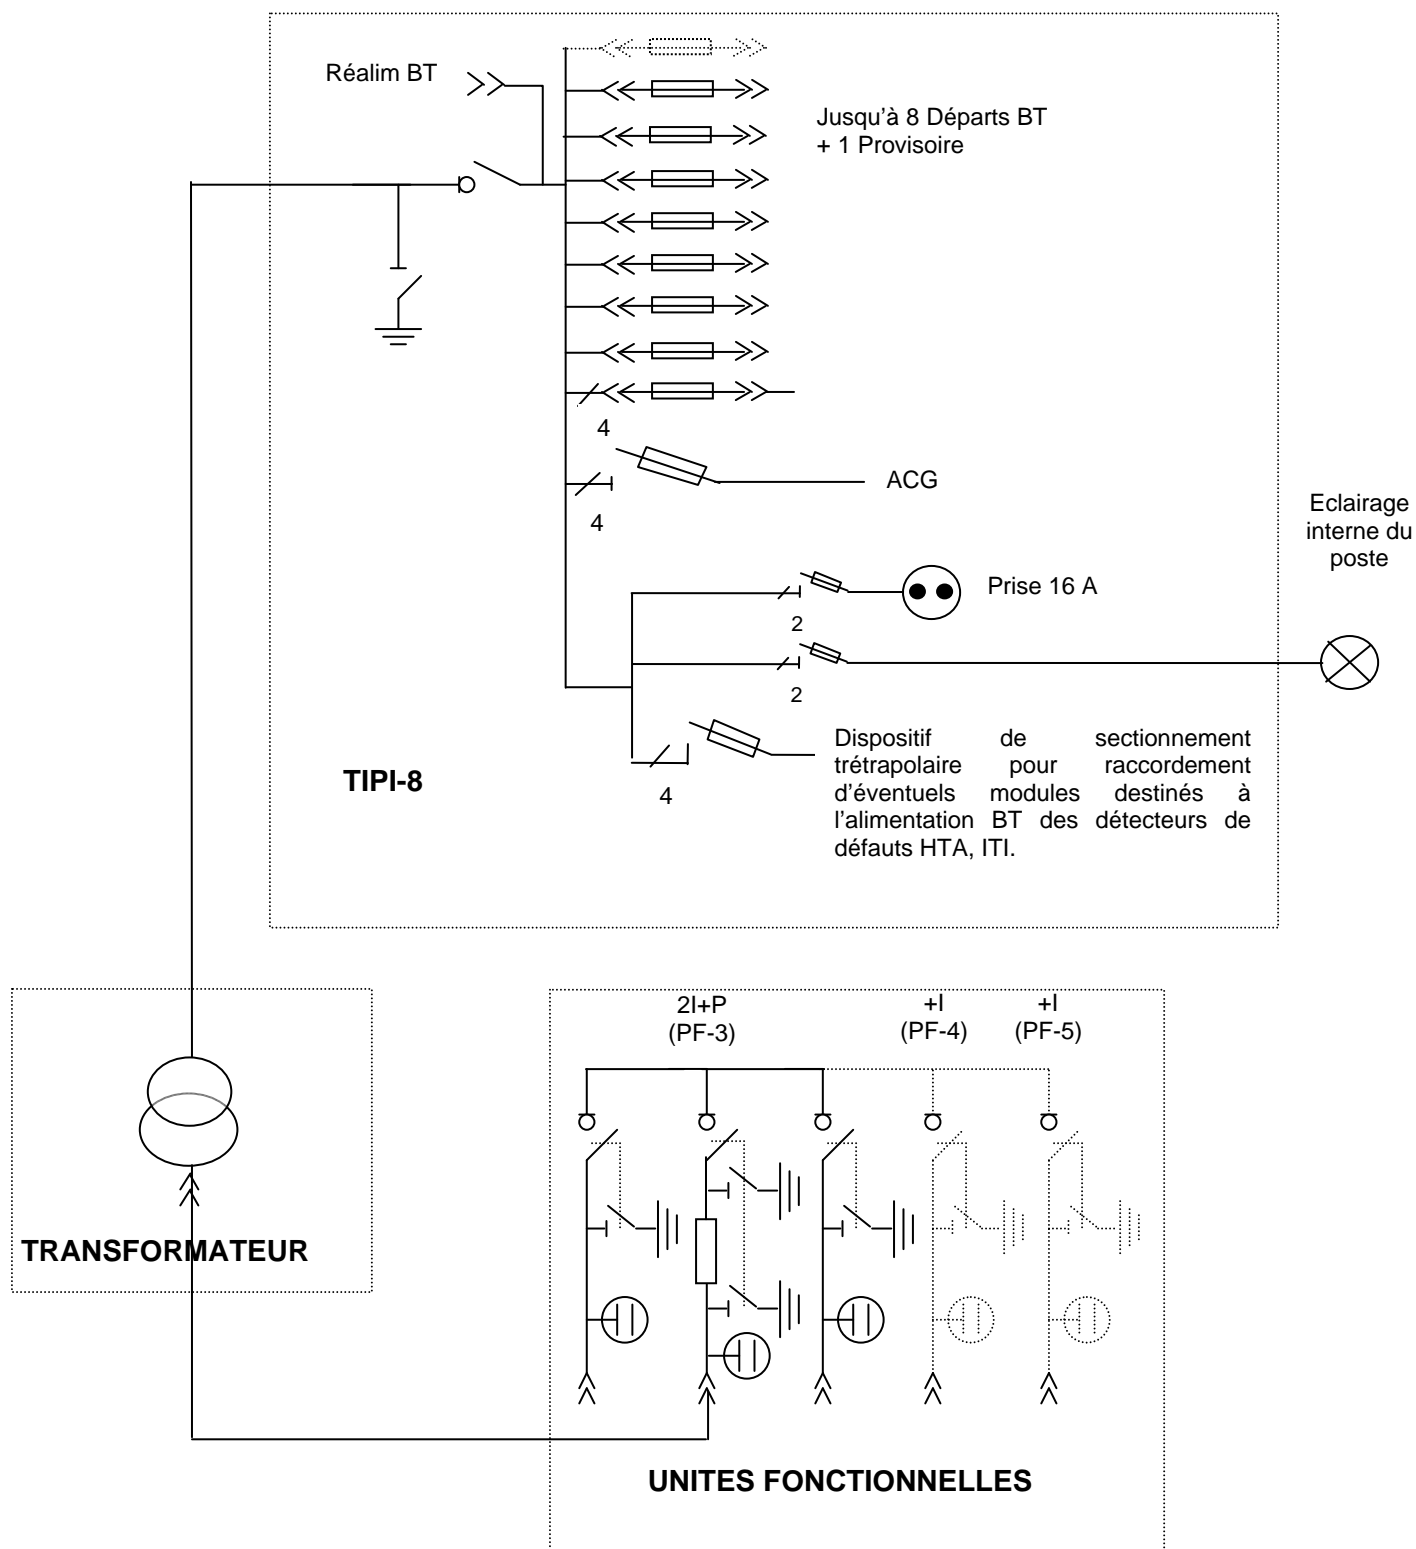 Réalim BT
Jusqu'à 8 Départs BT
+ 1 Provisoire
4
ACG
4
Eclairage
interne du
poste
Prise 16 A
2
2
Dispositif de sectionnement
trétrapolaire pour raccordement
d'éventuels modules destinés à
l'alimentation BT des détecteurs de
défauts HTA, ITI.
4
TIPI-8
2I+P
(PF-3)
+I
(PF-4)
+I
(PF-5)
TRANSFORMATEUR
UNITES FONCTIONNELLES